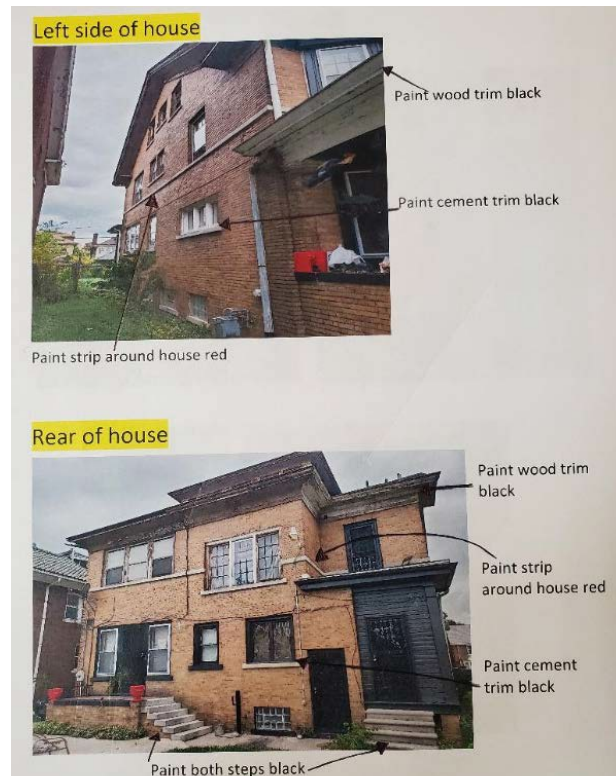 Left side of house
Paint wood trim black
Paint cement trim black
Paint strip around house red
Rear of house
Paint wood trim
black
Paint strip
around house red
Paint cement
trim black
Paint both steps black